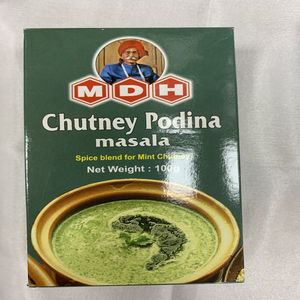 MDH
Chutney Podina
masala
Spice blend for Mint Chutney
Net Weight : 100g